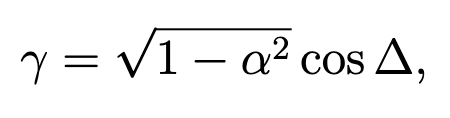 γ = √(1 − α²) cos Δ,